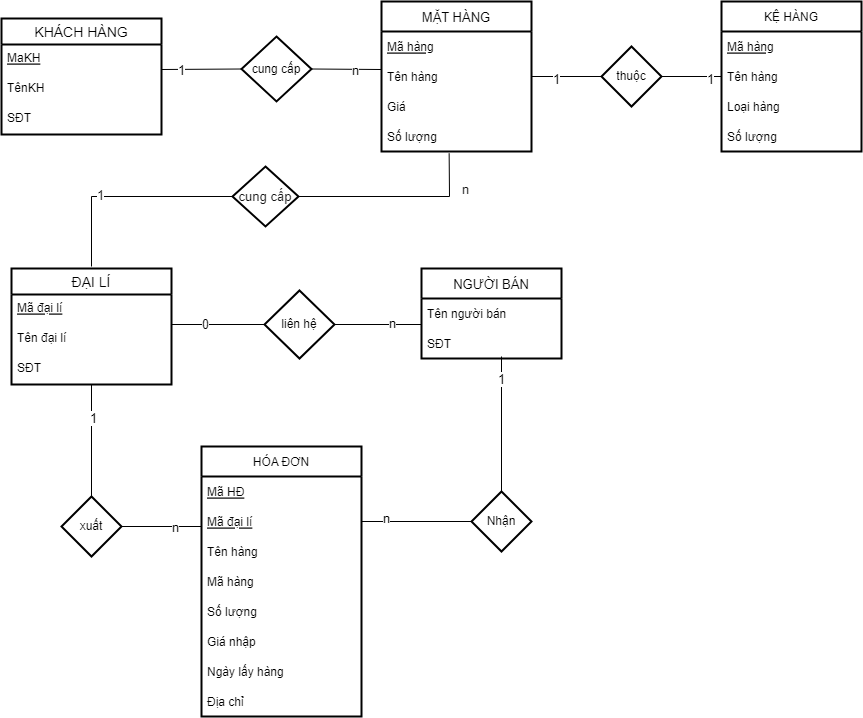 KHÁCH HÀNG
MaKH
TênKH
SĐT
1
cung cấp
n
MẶT HÀNG
Mã hàng
Tên hàng
Giá
Số lượng
1
thuộc
1
KỆ HÀNG
Mã hàng
Tên hàng
Loại hàng
Số lượng
1
cung cấp
n
ĐẠI LÍ
Mã đại lí
Tên đại lí
SĐT
0
liên hệ
n
NGƯỜI BÁN
Tên người bán
SĐT
1
1
xuất
n
HÓA ĐƠN
Mã HĐ
Mã đại lí
Tên hàng
Mã hàng
Số lượng
Giá nhập
Ngày lấy hàng
Địa chỉ
n
Nhận